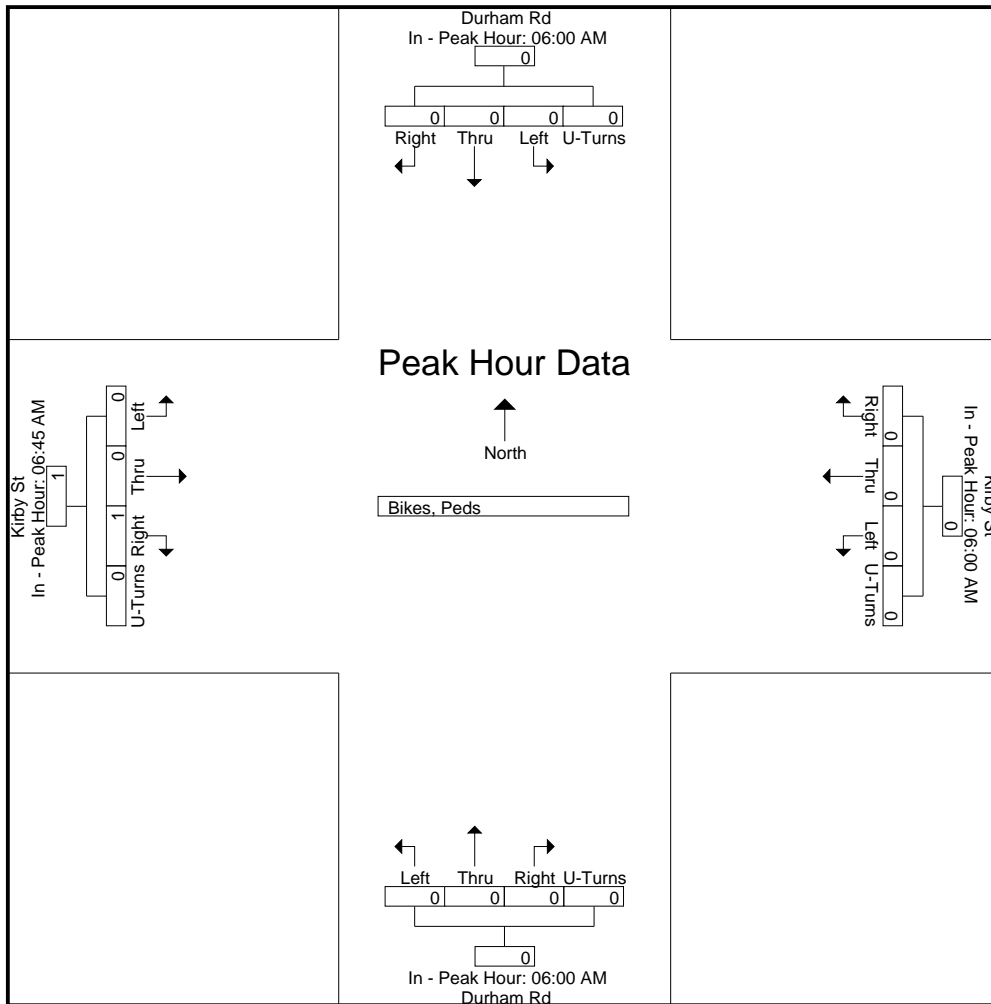 Durham Rd
In - Peak Hour: 06:00 AM
0
0 0 0 0
Right Thru Left U-Turns
Peak Hour Data
North
Bikes, Peds
Kirby St
In - Peak Hour: 06:45 AM
1
0 0 1 0
Left Thru Right U-Turns
Kirby St
In - Peak Hour: 06:00 AM
0
0 0 0 0
Right Thru Left U-Turns
Left Thru Right U-Turns
0 0 0 0
0
In - Peak Hour: 06:00 AM
Durham Rd